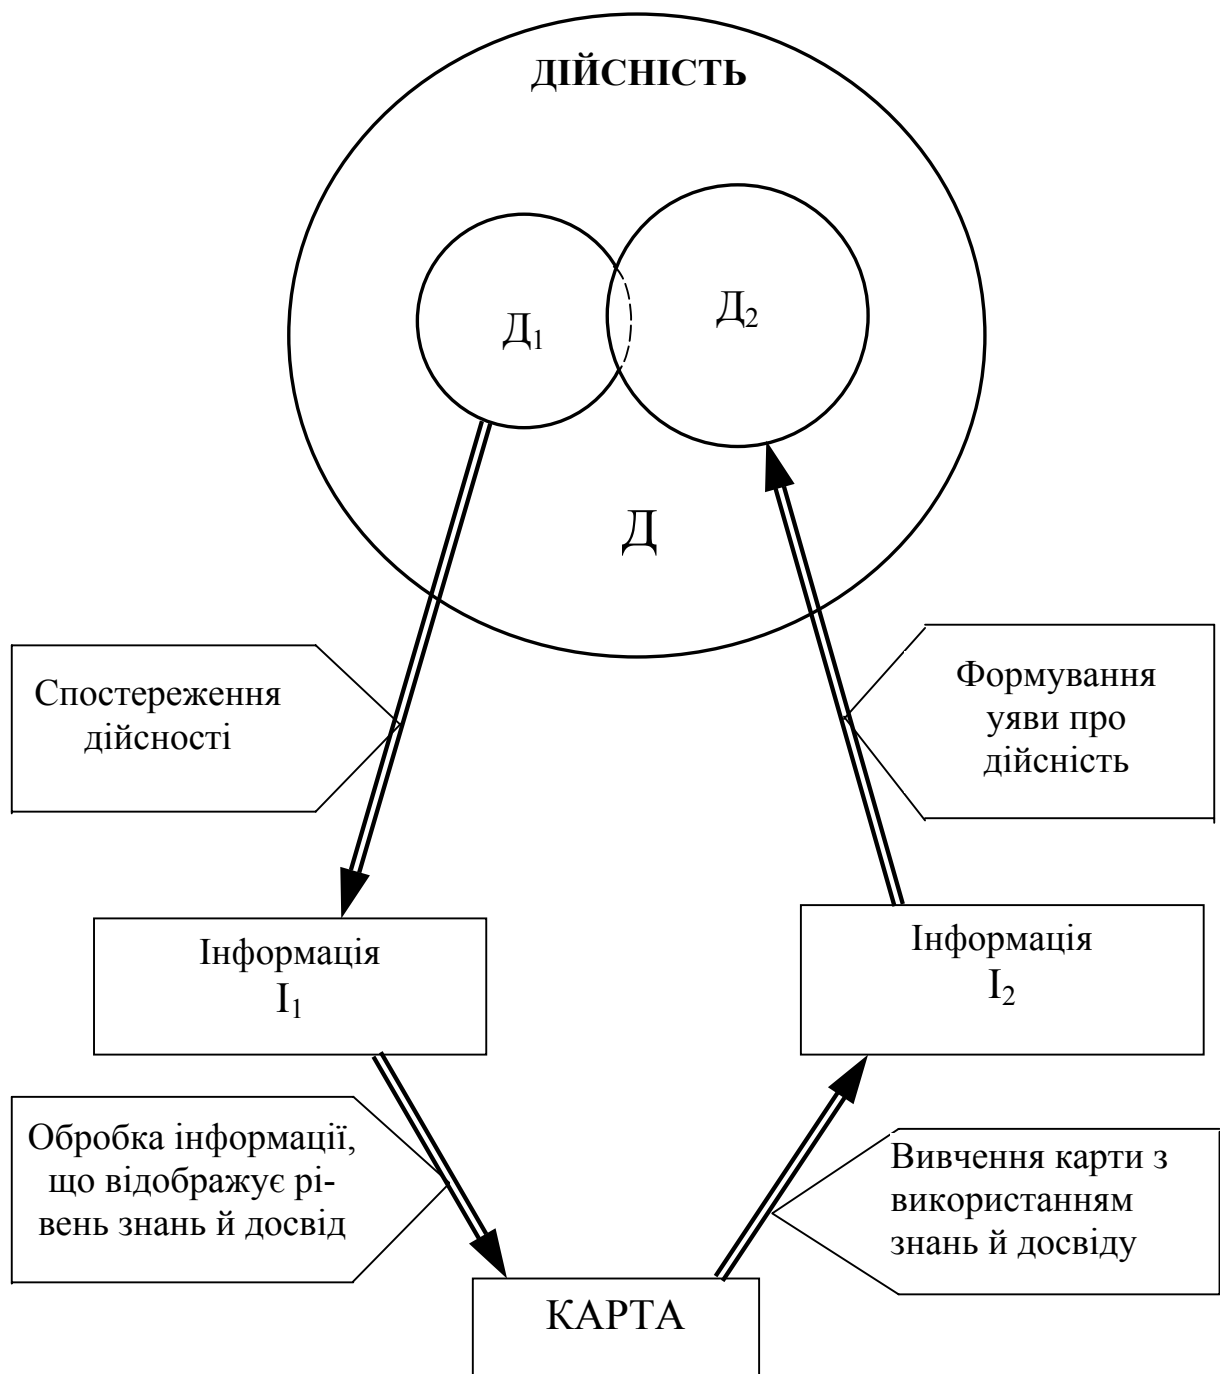 ДІЙСНІСТЬ
Д₁
Д₂
Д
Спостереження
дійсності
Формування
уяви про
дійсність
Інформація
І₁
Інформація
І₂
Обробка інформації,
що відображує рі-
вень знань й досвід
Вивчення карти з
використанням
знань й досвіду
КАРТА